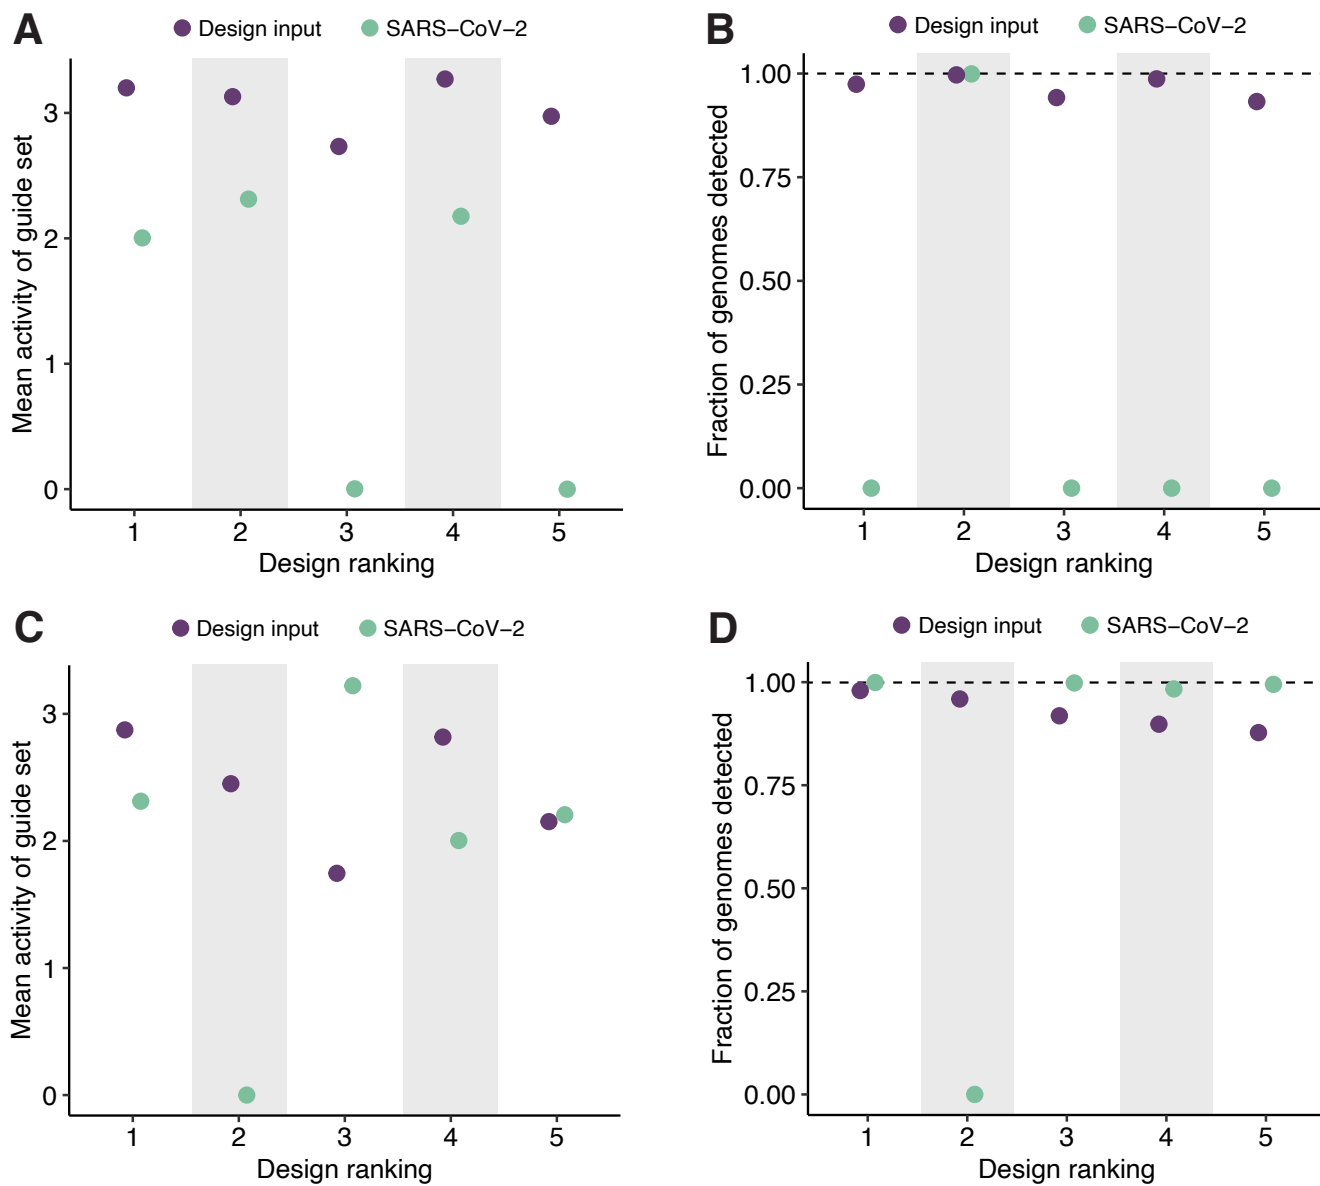 A
Design input
SARS−CoV−2
Mean activity of guide set
3
2
1
0
1 2 3 4 5
Design ranking
B
Design input
SARS−CoV−2
Fraction of genomes detected
1.00
0.75
0.50
0.25
0.00
1 2 3 4 5
Design ranking
C
Design input
SARS−CoV−2
Mean activity of guide set
3
2
1
0
1 2 3 4 5
Design ranking
D
Design input
SARS−CoV−2
Fraction of genomes detected
1.00
0.75
0.50
0.25
0.00
1 2 3 4 5
Design ranking